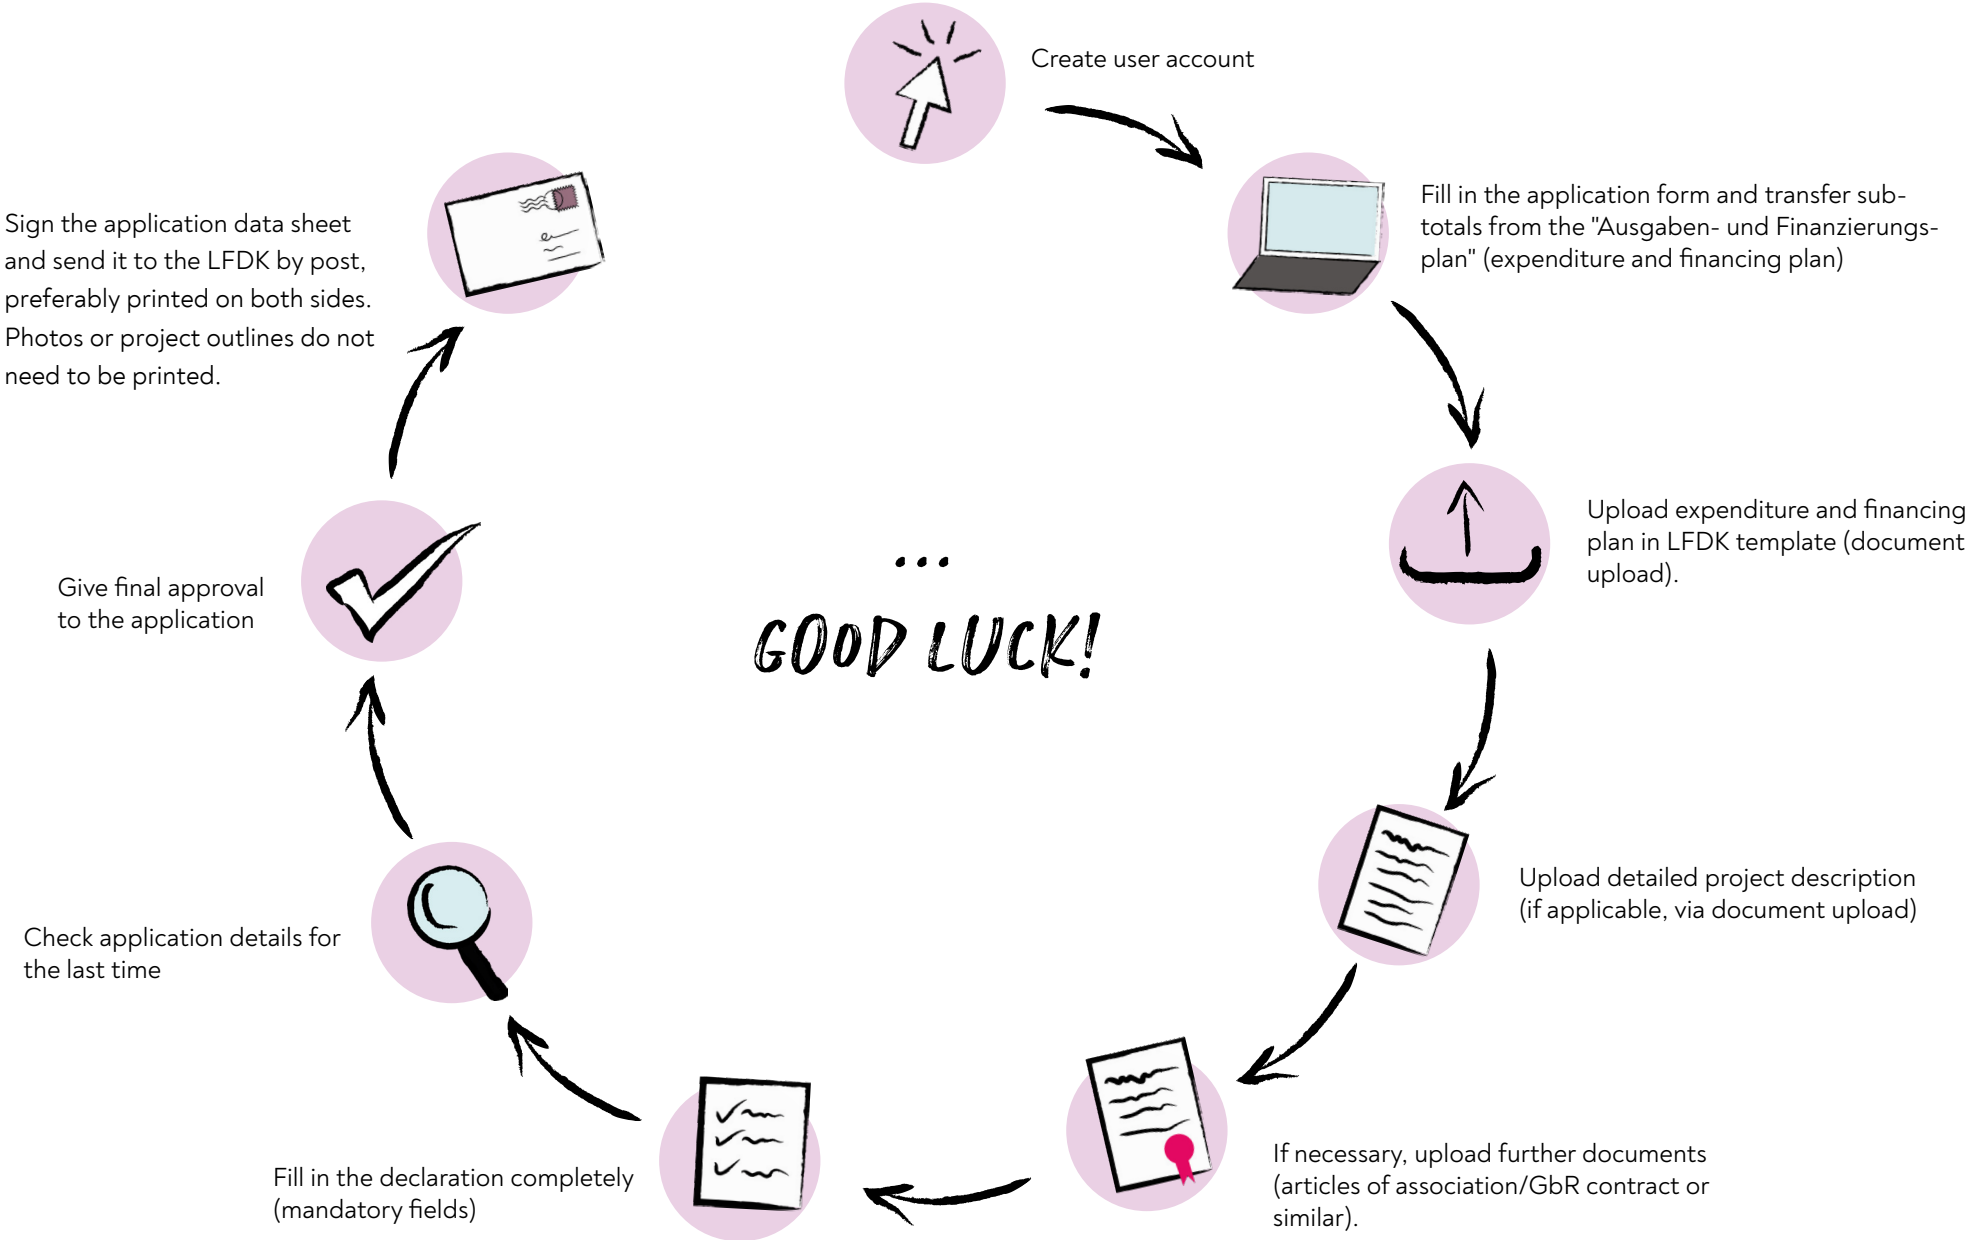 Create user account
Fill in the application form and transfer sub-
totals from the "Ausgaben- und Finanzierungs-
plan" (expenditure and financing plan)
Upload expenditure and financing
plan in LFDK template (document
upload).
Upload detailed project description
(if applicable, via document upload)
If necessary, upload further documents
(articles of association/GbR contract or
similar).
Fill in the declaration completely
(mandatory fields)
Check application details for
the last time
Give final approval
to the application
Sign the application data sheet
and send it to the LFDK by post,
preferably printed on both sides.
Photos or project outlines do not
need to be printed.
...
GOOD LUCK!